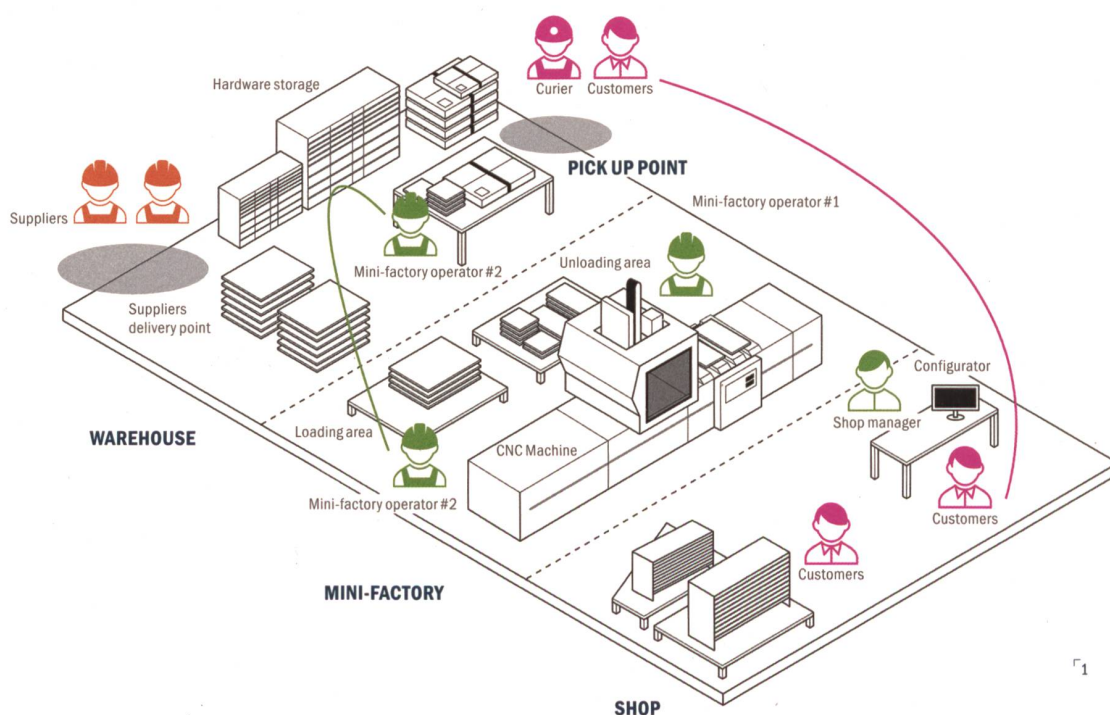 Hardware storage
Curier
Customers
PICK UP POINT
Suppliers
Mini-factory operator #1
Mini-factory operator #2
Unloading area
Suppliers
delivery point
Configurator
Shop manager
WAREHOUSE
Loading area
CNC Machine
Mini-factory operator #2
Customers
Customers
MINI-FACTORY
SHOP
1